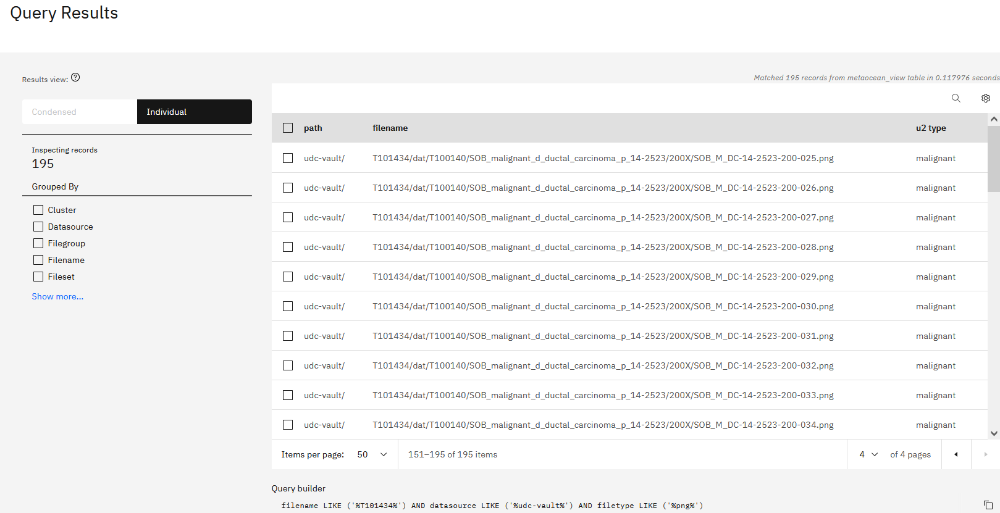 Query Results
Results view:
Matched 195 records from metaocean_view table in 0.117976 seconds
Condensed Individual
Inspecting records
195
Grouped By
Cluster
Datasource
Filegroup
Filename
Fileset
Show more...
path filename u2 type
udc-vault/ T101434/dat/T100140/SOB_malignant_d_ductal_carcinoma_p_14-2523/200X/SOB_M_DC-14-2523-200-025.png malignant
udc-vault/ T101434/dat/T100140/SOB_malignant_d_ductal_carcinoma_p_14-2523/200X/SOB_M_DC-14-2523-200-026.png malignant
udc-vault/ T101434/dat/T100140/SOB_malignant_d_ductal_carcinoma_p_14-2523/200X/SOB_M_DC-14-2523-200-027.png malignant
udc-vault/ T101434/dat/T100140/SOB_malignant_d_ductal_carcinoma_p_14-2523/200X/SOB_M_DC-14-2523-200-028.png malignant
udc-vault/ T101434/dat/T100140/SOB_malignant_d_ductal_carcinoma_p_14-2523/200X/SOB_M_DC-14-2523-200-029.png malignant
udc-vault/ T101434/dat/T100140/SOB_malignant_d_ductal_carcinoma_p_14-2523/200X/SOB_M_DC-14-2523-200-030.png malignant
udc-vault/ T101434/dat/T100140/SOB_malignant_d_ductal_carcinoma_p_14-2523/200X/SOB_M_DC-14-2523-200-031.png malignant
udc-vault/ T101434/dat/T100140/SOB_malignant_d_ductal_carcinoma_p_14-2523/200X/SOB_M_DC-14-2523-200-032.png malignant
udc-vault/ T101434/dat/T100140/SOB_malignant_d_ductal_carcinoma_p_14-2523/200X/SOB_M_DC-14-2523-200-033.png malignant
udc-vault/ T101434/dat/T100140/SOB_malignant_d_ductal_carcinoma_p_14-2523/200X/SOB_M_DC-14-2523-200-034.png malignant
Items per page: 50 151–195 of 195 items 4 of 4 pages
Query builder
filename LIKE ('%T101434%') AND datasource LIKE ('%udc-vault%') AND filetype LIKE ('%png%')